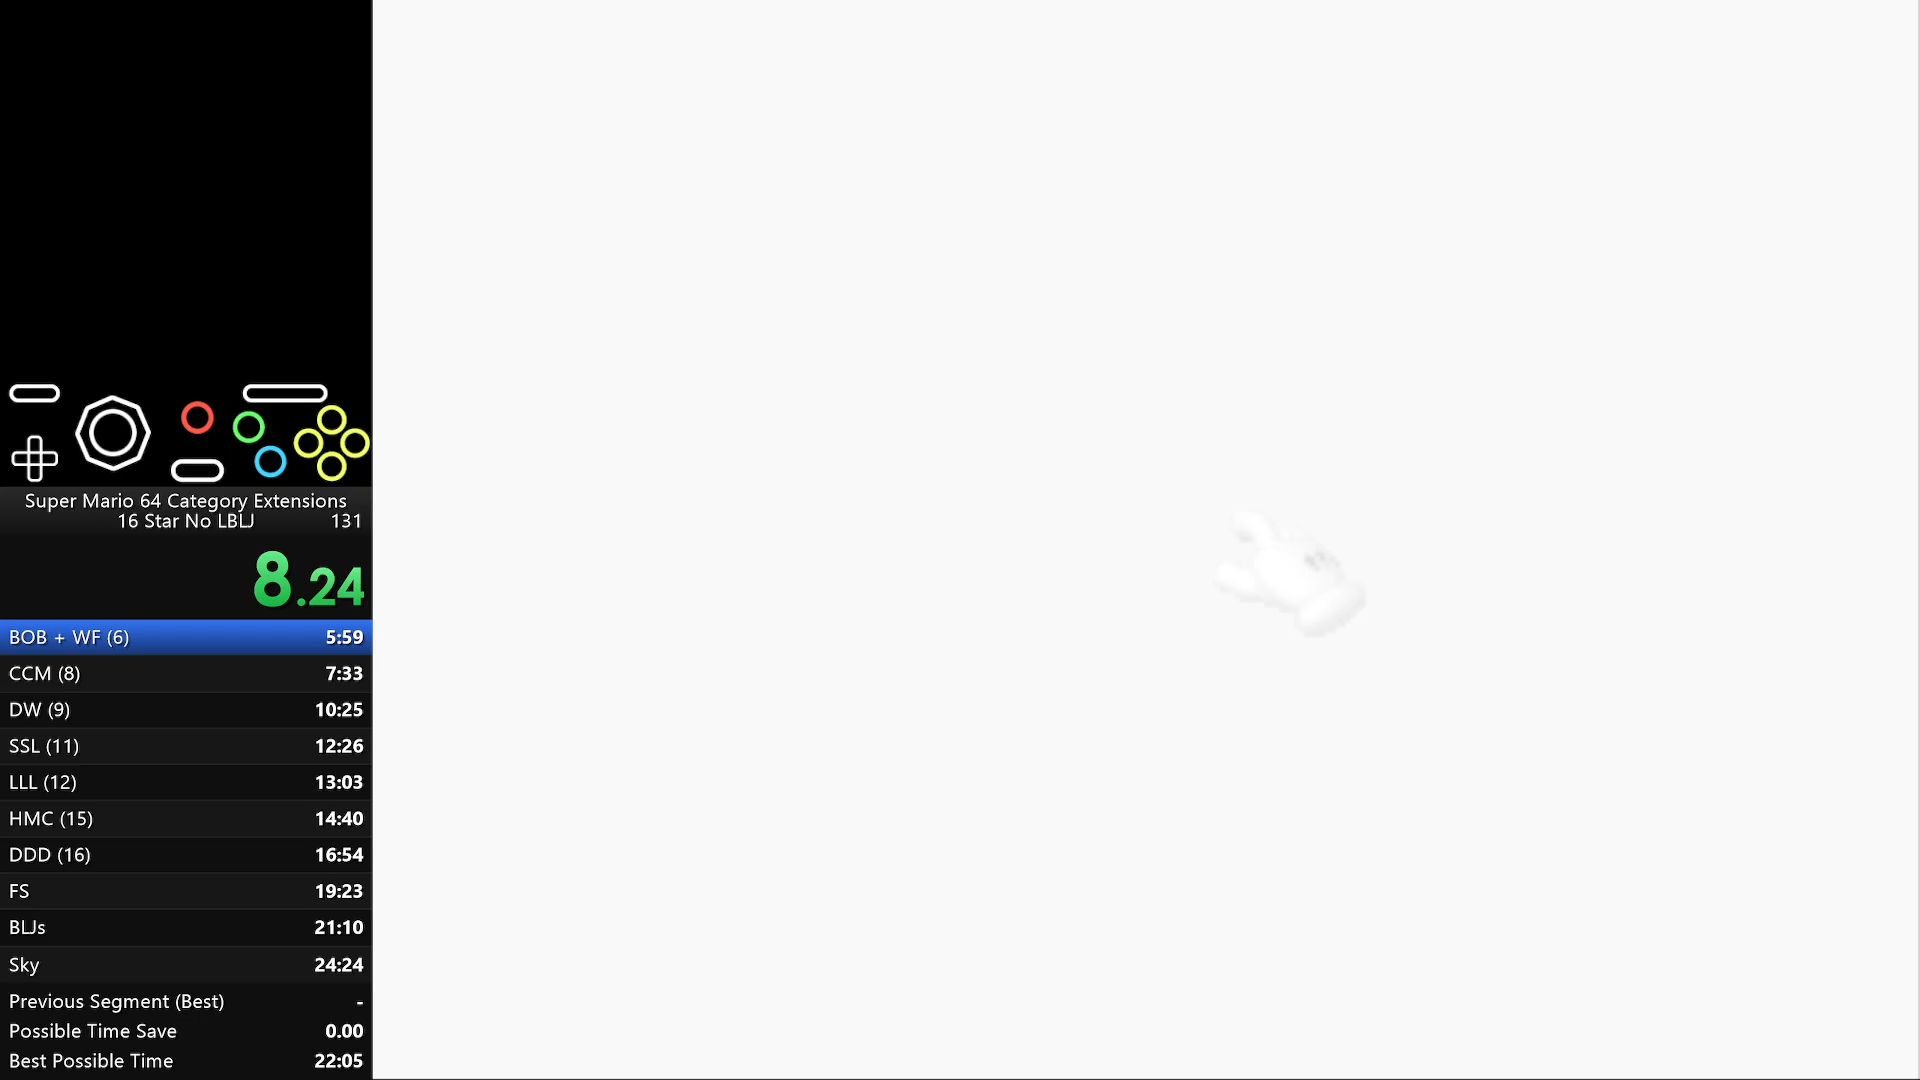 Super Mario 64 Category Extensions
16 Star No LBLJ 131
8.24
BOB + WF (6) 5:59
CCM (8) 7:33
DW (9) 10:25
SSL (11) 12:26
LLL (12) 13:03
HMC (15) 14:40
DDD (16) 16:54
FS 19:23
BLJs 21:10
Sky 24:24
Previous Segment (Best) -
Possible Time Save 0.00
Best Possible Time 22:05